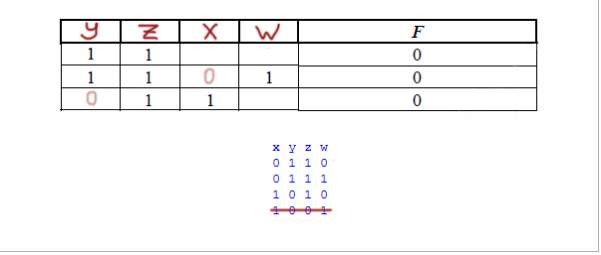 y z x w F
1 1 0
1 1 0 1 0
0 1 1 0
x y z w
0 1 1 0
0 1 1 1
1 0 1 0
1 0 0 1